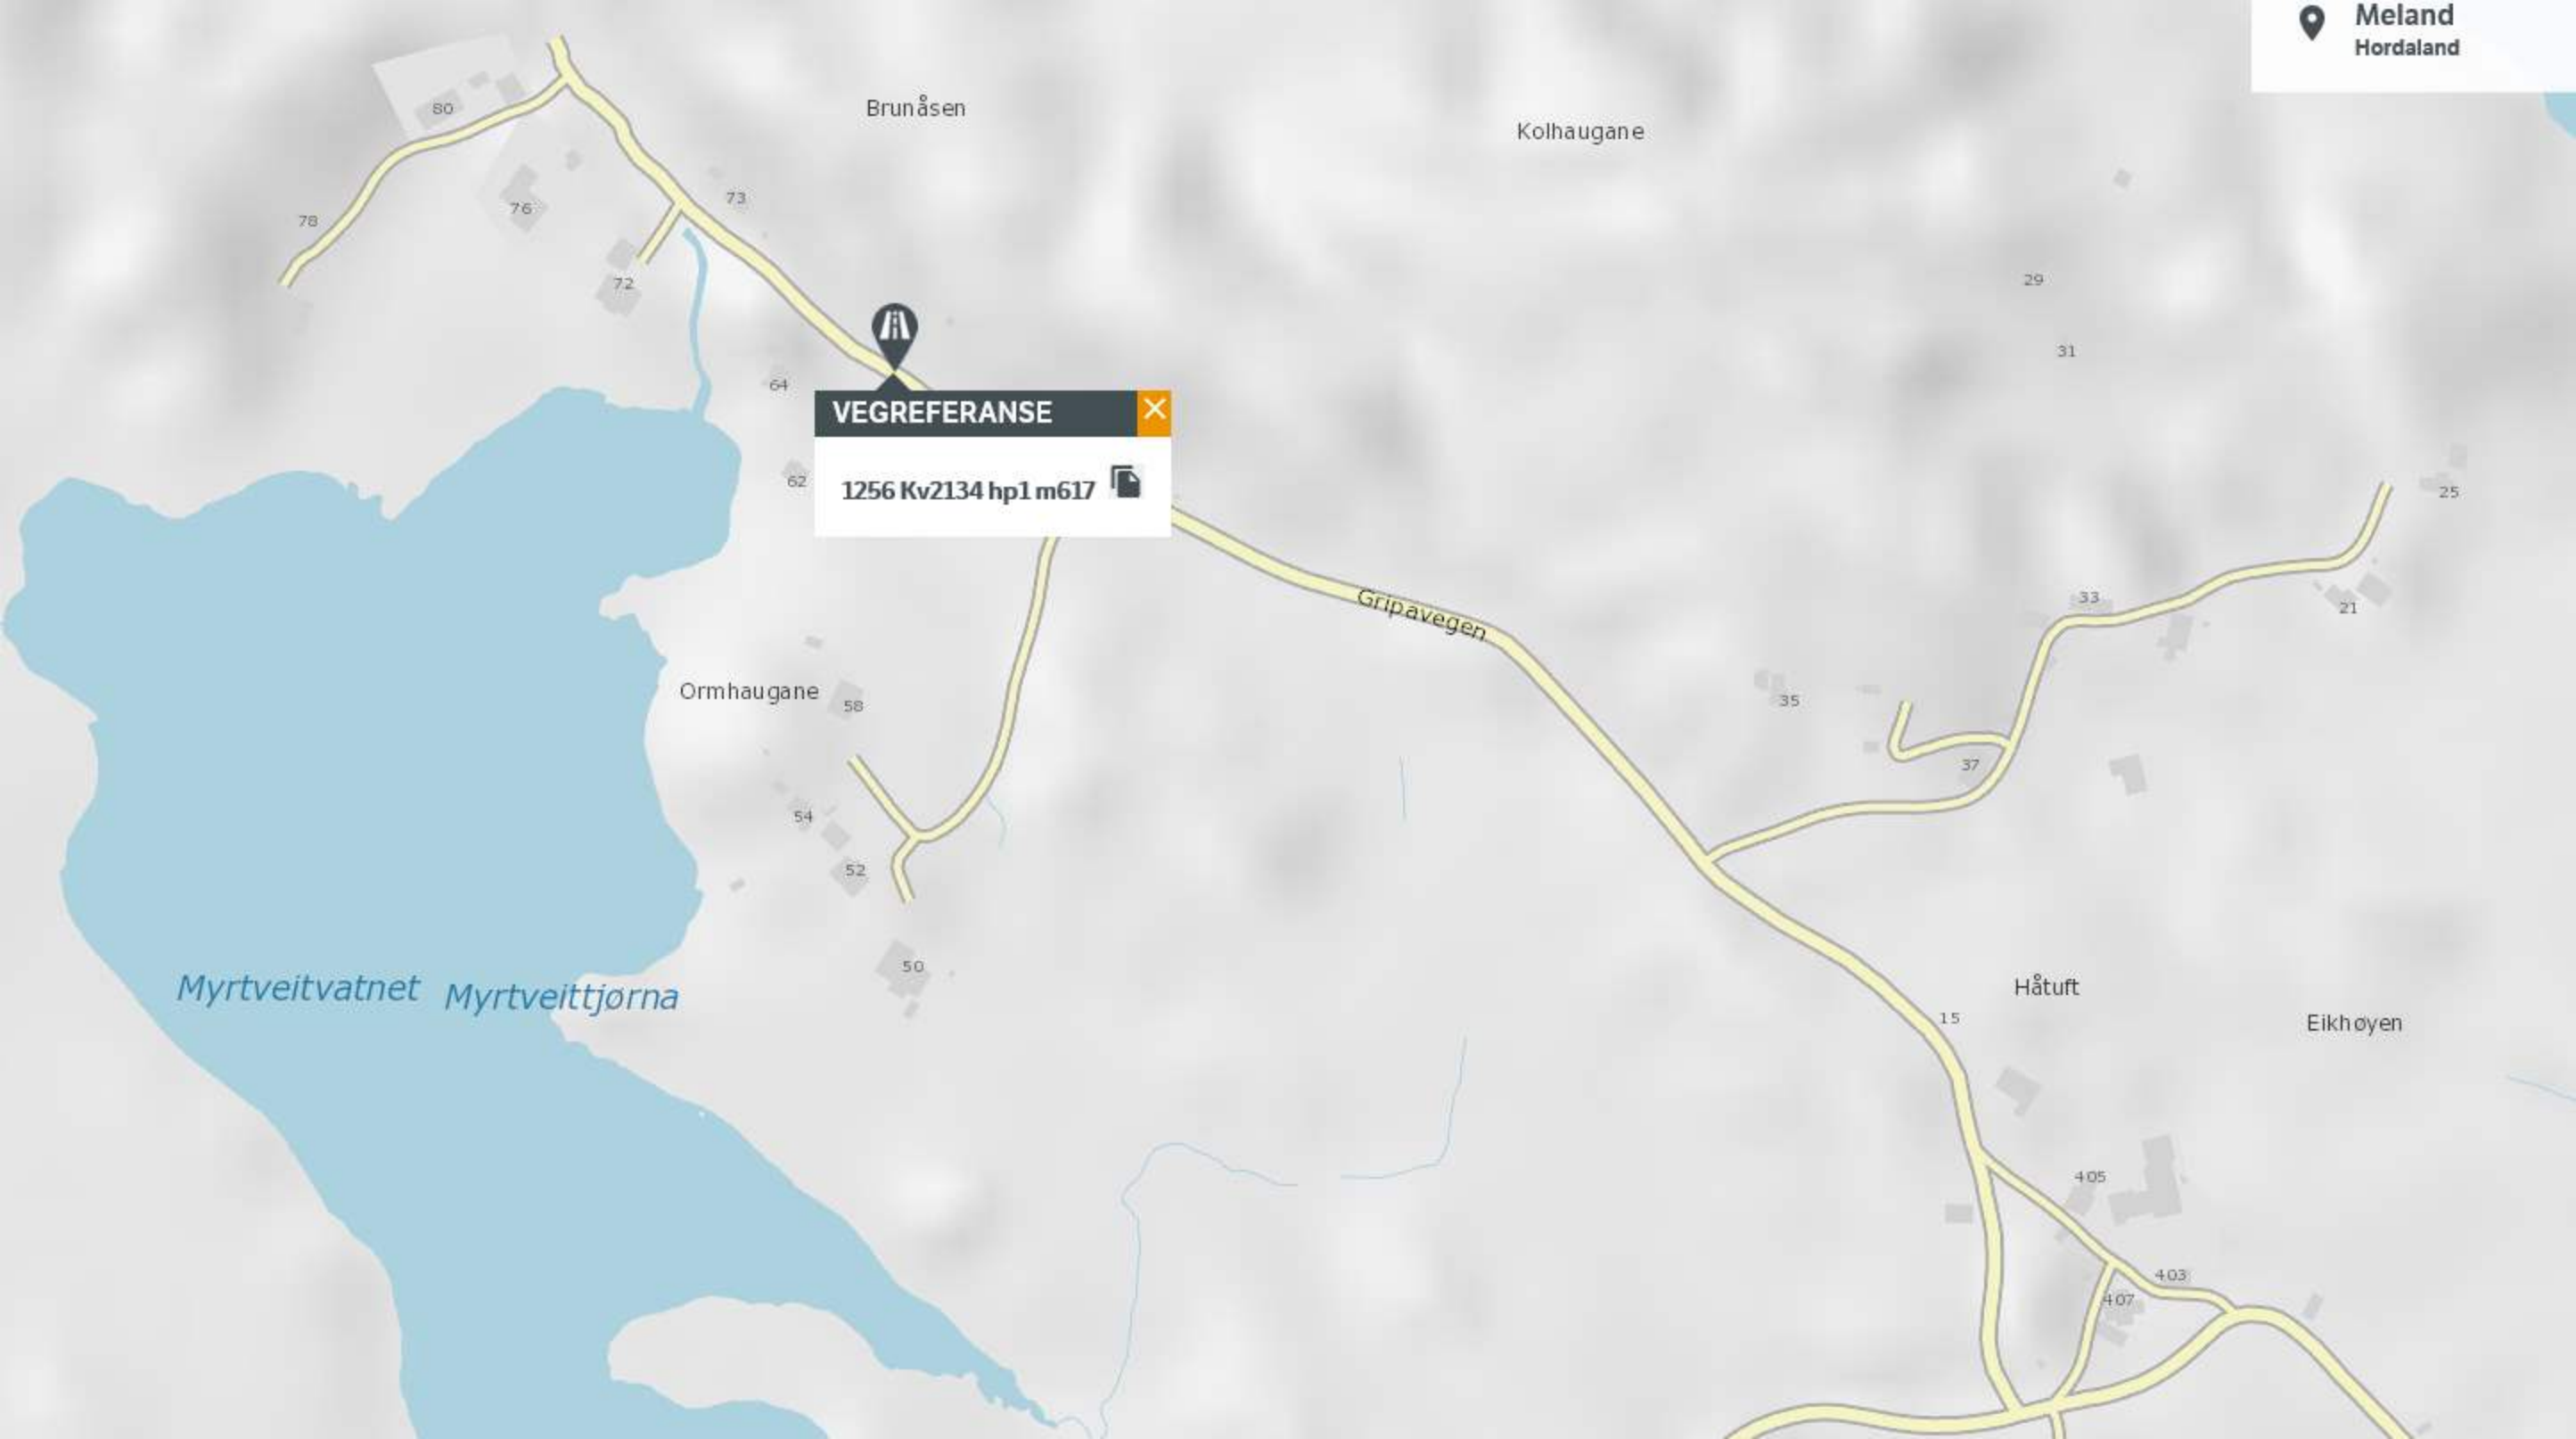 Meland
Hordaland
Brunåsen
80
Kolhaugane
73
76
78
29
72
31
64
VEGREFERANSE
62
1256 Kv2134 hp1 m617
25
33
Gripavegen
21
Ormhaugane
58
35
37
54
52
50
Myrtveitvatnet Myrtveittjørna
Håtuft
15
Eikhøyen
405
403
407